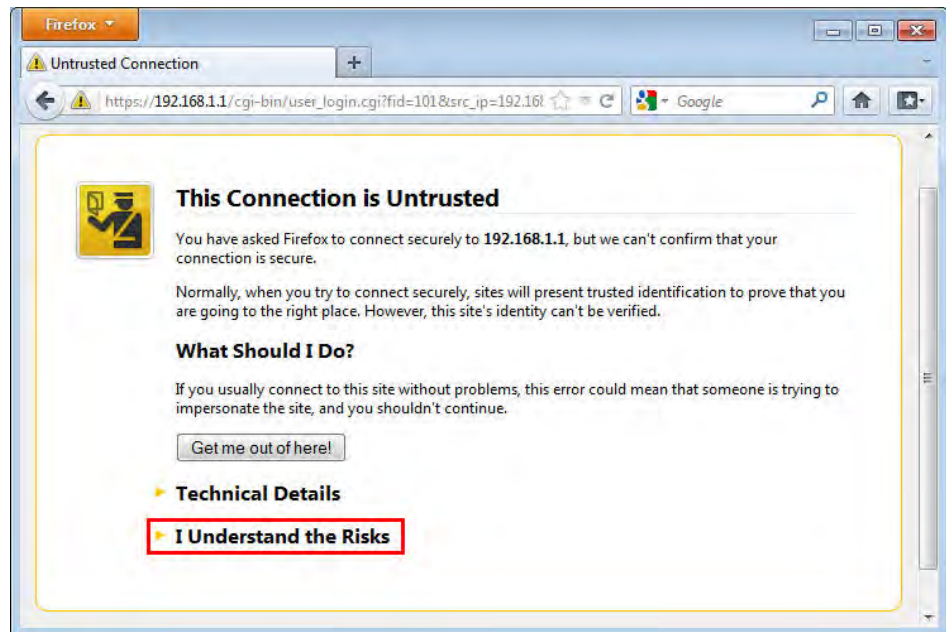 Firefox
Untrusted Connection
https://192.168.1.1/cgi-bin/user_login.cgi?fid=101&src_ip=192.168
Google
This Connection is Untrusted
You have asked Firefox to connect securely to 192.168.1.1, but we can't confirm that your
connection is secure.
Normally, when you try to connect securely, sites will present trusted identification to prove that you
are going to the right place. However, this site's identity can't be verified.
What Should I Do?
If you usually connect to this site without problems, this error could mean that someone is trying to
impersonate the site, and you shouldn't continue.
Get me out of here!
Technical Details
I Understand the Risks